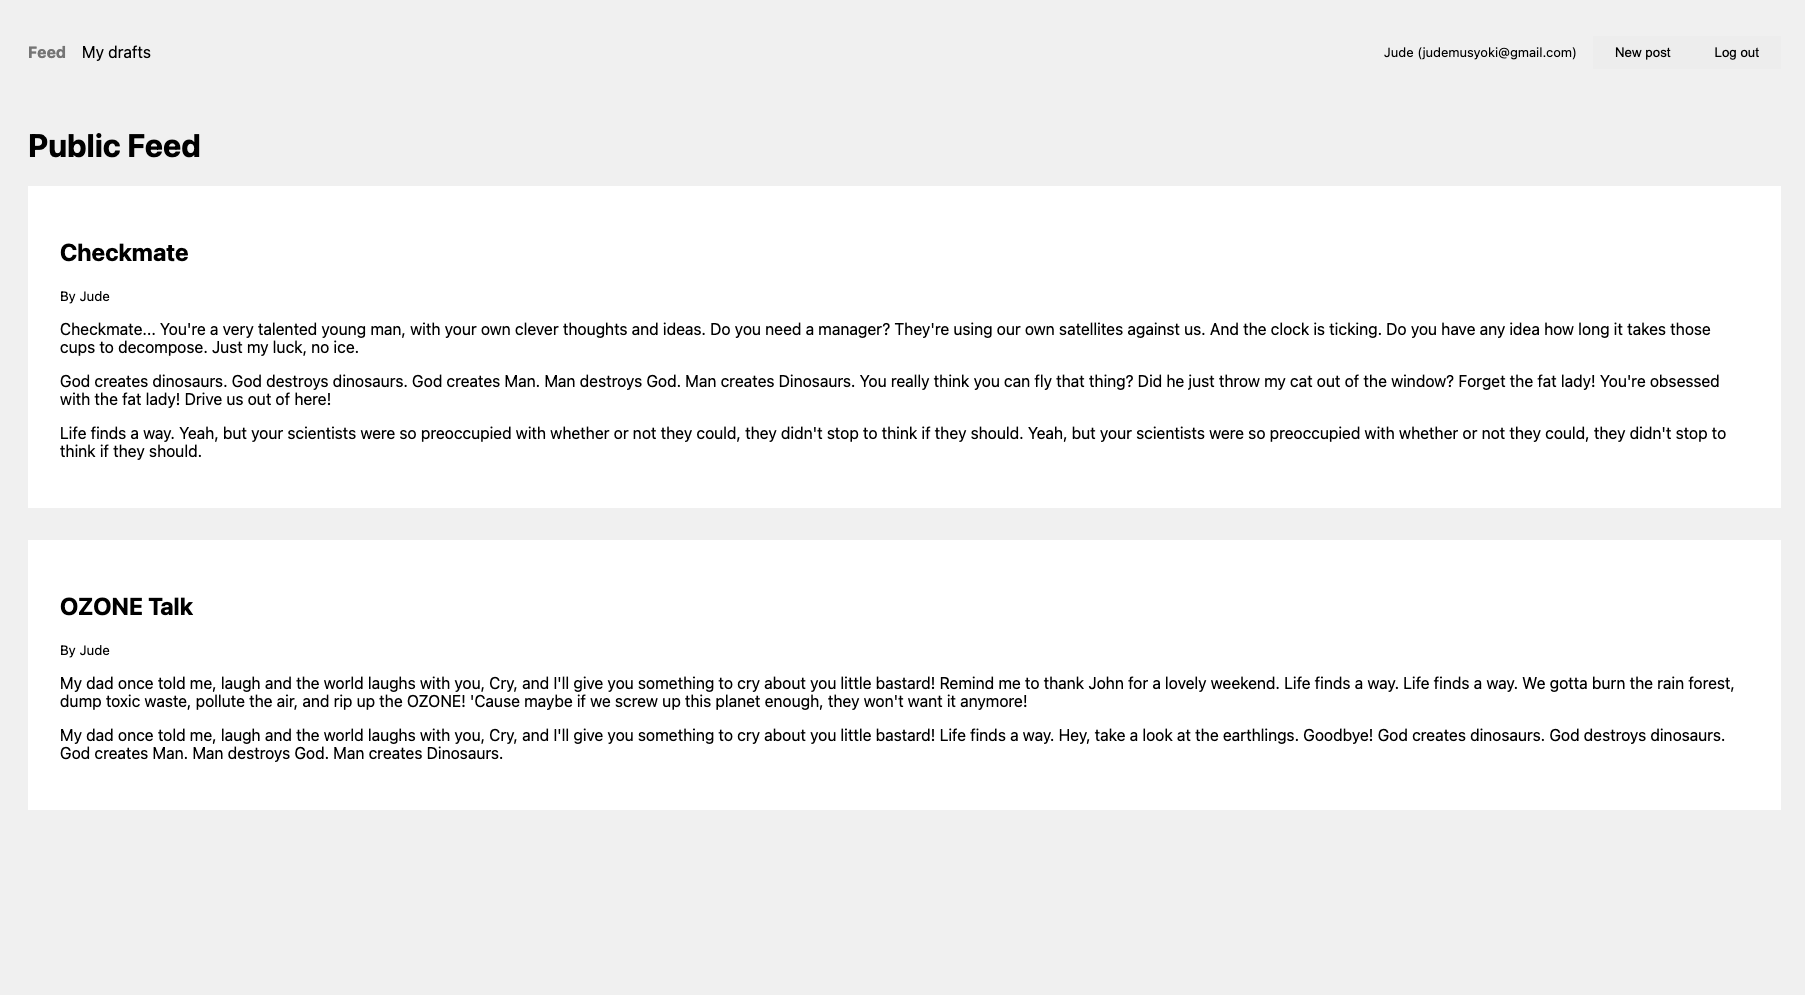 Feed My drafts Jude (judemusyoki@gmail.com) New post Log out
Public Feed
Checkmate
By Jude
Checkmate... You're a very talented young man, with your own clever thoughts and ideas. Do you need a manager? They're using our own satellites against us. And the clock is ticking. Do you have any idea how long it takes those
cups to decompose. Just my luck, no ice.
God creates dinosaurs. God destroys dinosaurs. God creates Man. Man destroys God. Man creates Dinosaurs. You really think you can fly that thing? Did he just throw my cat out of the window? Forget the fat lady! You're obsessed
with the fat lady! Drive us out of here!
Life finds a way. Yeah, but your scientists were so preoccupied with whether or not they could, they didn't stop to think if they should. Yeah, but your scientists were so preoccupied with whether or not they could, they didn't stop to
think if they should.
OZONE Talk
By Jude
My dad once told me, laugh and the world laughs with you, Cry, and I'll give you something to cry about you little bastard! Remind me to thank John for a lovely weekend. Life finds a way. Life finds a way. We gotta burn the rain forest,
dump toxic waste, pollute the air, and rip up the OZONE! 'Cause maybe if we screw up this planet enough, they won't want it anymore!
My dad once told me, laugh and the world laughs with you, Cry, and I'll give you something to cry about you little bastard! Life finds a way. Hey, take a look at the earthlings. Goodbye! God creates dinosaurs. God destroys dinosaurs.
God creates Man. Man destroys God. Man creates Dinosaurs.